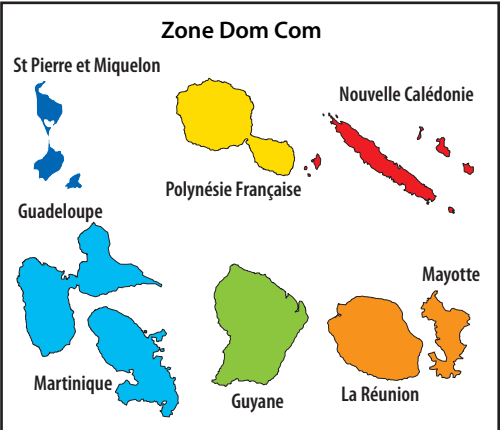 Zone Dom Com
St Pierre et Miquelon
Nouvelle Calédonie
Polynésie Française
Guadeloupe
Mayotte
Martinique
Guyane
La Réunion